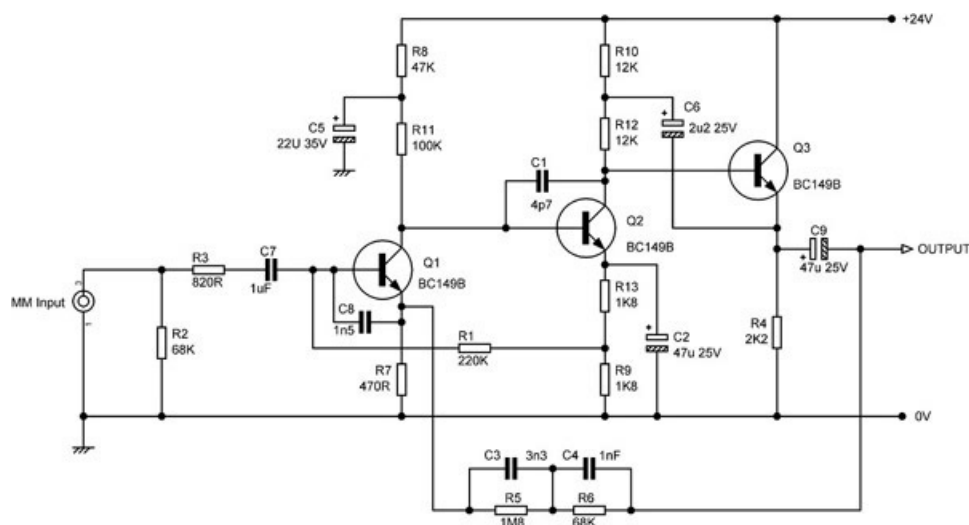 +24V
R8
47K
R10
12K
C5
22U 35V
R11
100K
R12
12K
C6
2u2 25V
Q3
BC149B
C1
4p7
Q2
BC149B
C9
47u 25V
OUTPUT
R3
820R
C7
1uF
Q1
BC149B
MM Input
2
1
R2
68K
C8
1n5
R13
1K8
C2
47u 25V
R4
2K2
R1
220K
R7
470R
R9
1K8
0V
C3 3n3 C4 1nF
R5
1M8
R6
68K